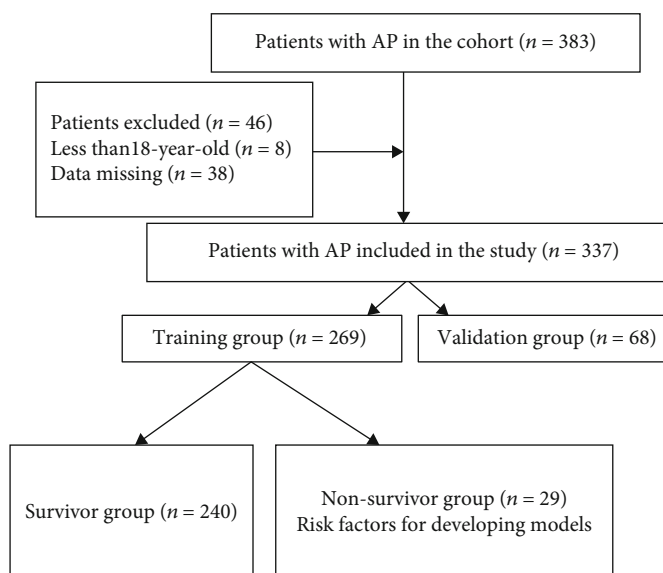 Patients with AP in the cohort (n = 383)
Patients excluded (n = 46)
Less than18-year-old (n = 8)
Data missing (n = 38)
Patients with AP included in the study (n = 337)
Training group (n = 269)
Validation group (n = 68)
Survivor group (n = 240)
Non-survivor group (n = 29)
Risk factors for developing models